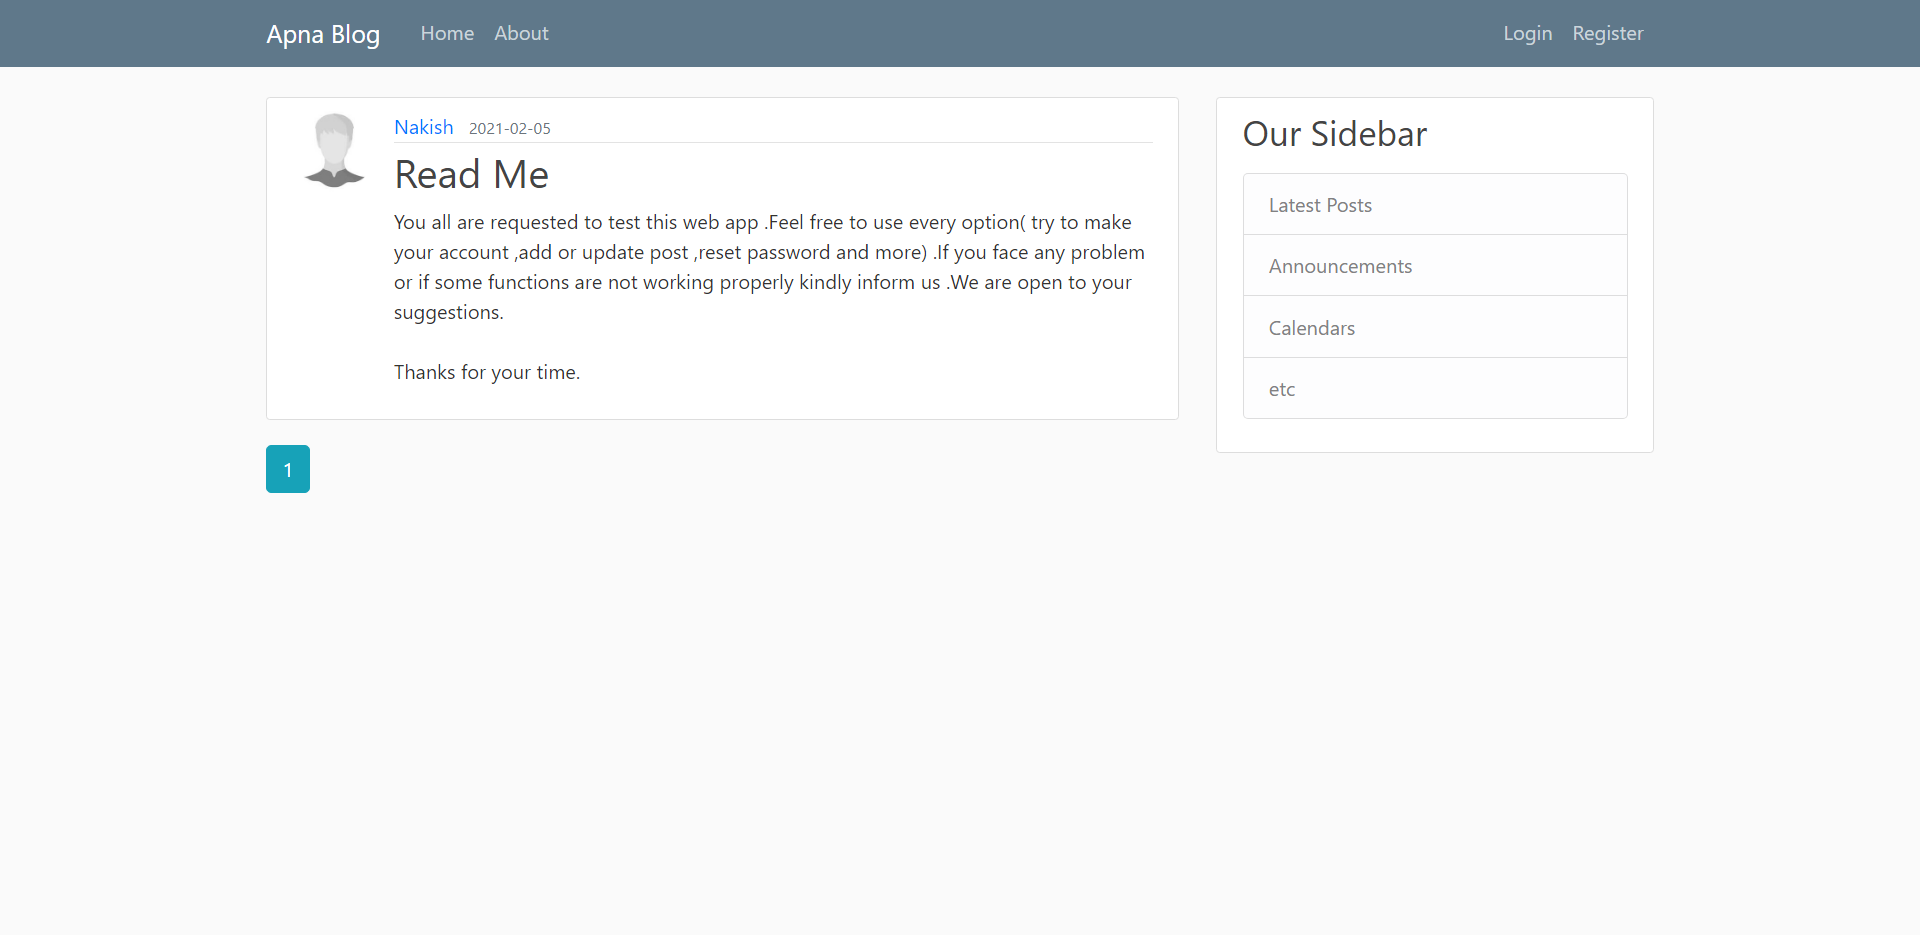 Apna Blog Home About Login Register
Nakish 2021-02-05
Read Me
You all are requested to test this web app .Feel free to use every option( try to make
your account ,add or update post ,reset password and more) .If you face any problem
or if some functions are not working properly kindly inform us .We are open to your
suggestions.
Thanks for your time.
1
Our Sidebar
Latest Posts
Announcements
Calendars
etc